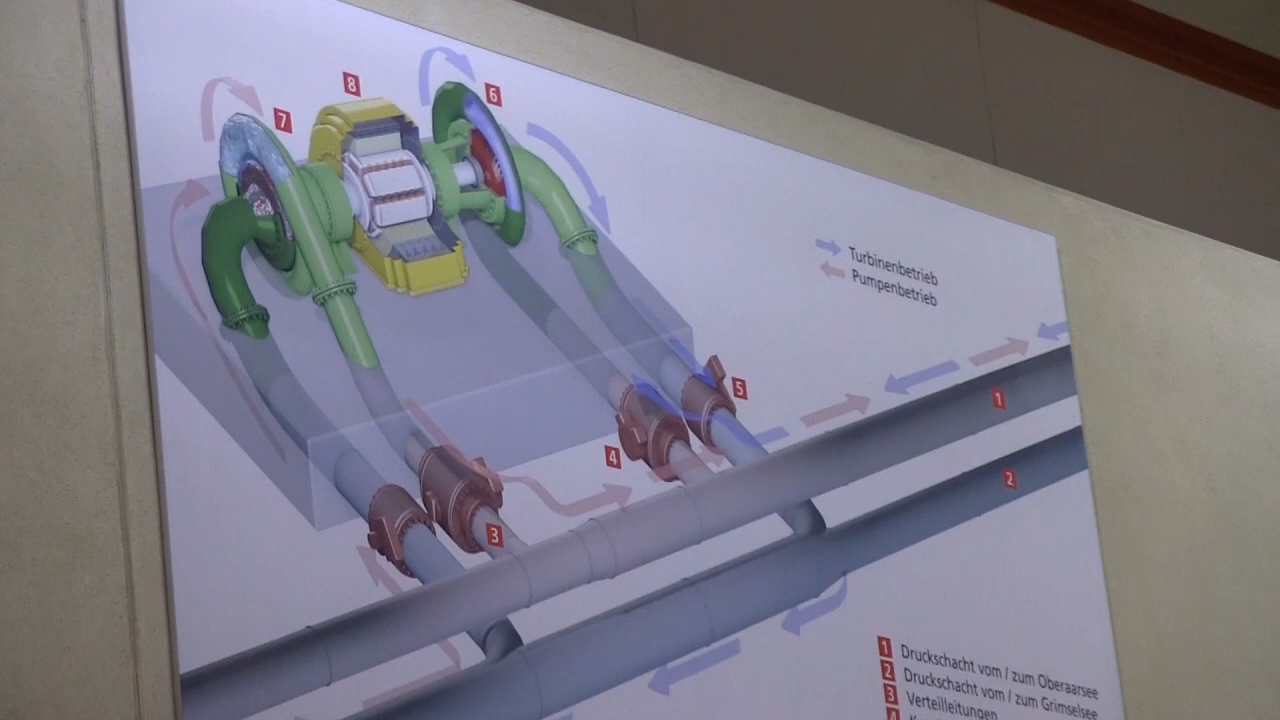 8
6
7
Turbinenbetrieb
Pumpenbetrieb
5
1
4
2
3
1 Druckschacht vom / zum Oberaarsee
2 Druckschacht vom / zum Grimselsee
3 Verteilleitungen
4